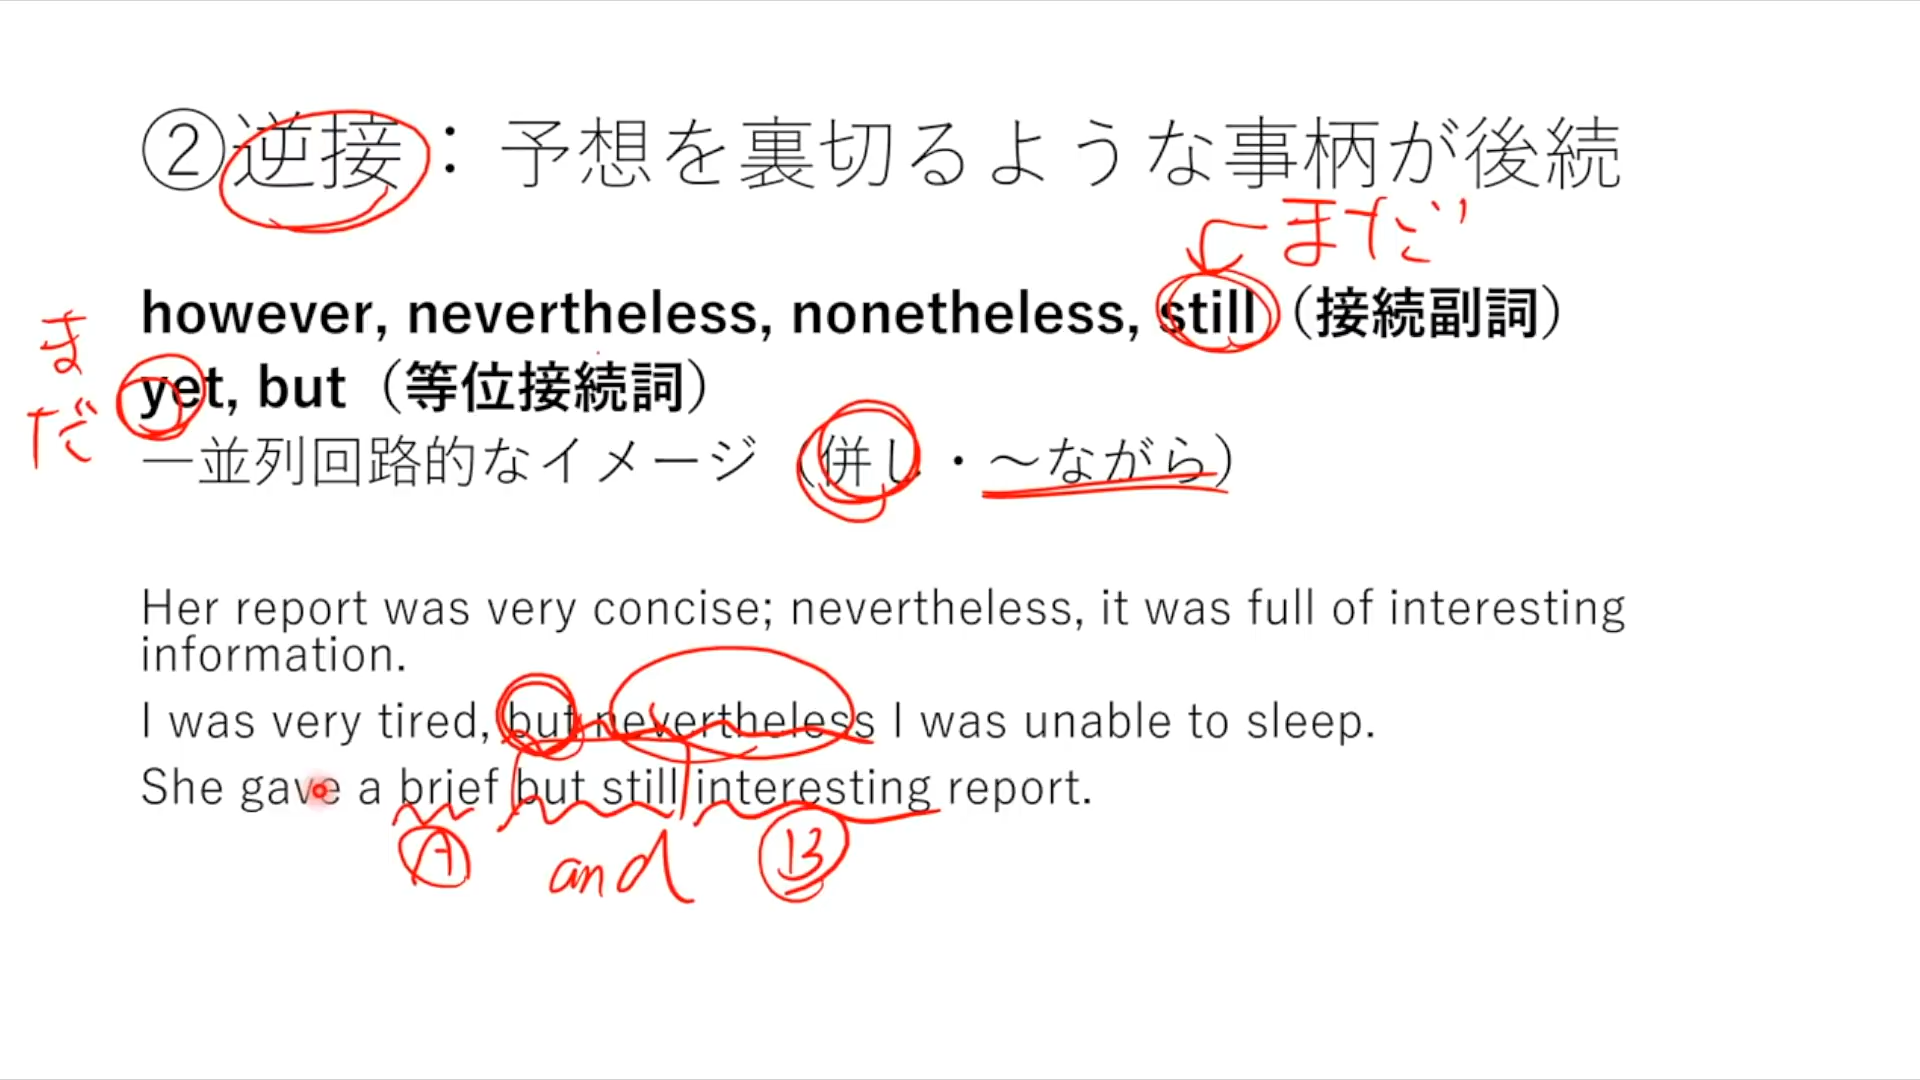 ②逆接：予想を裏切るような事柄が後続
まだ
however, nevertheless, nonetheless, still（接続副詞）
まだ
yet, but（等位接続詞）
―並列回路的なイメージ（併し・～ながら）
Her report was very concise; nevertheless, it was full of interesting
information.
I was very tired, but nevertheless I was unable to sleep.
She gave a brief but still interesting report.
A and B